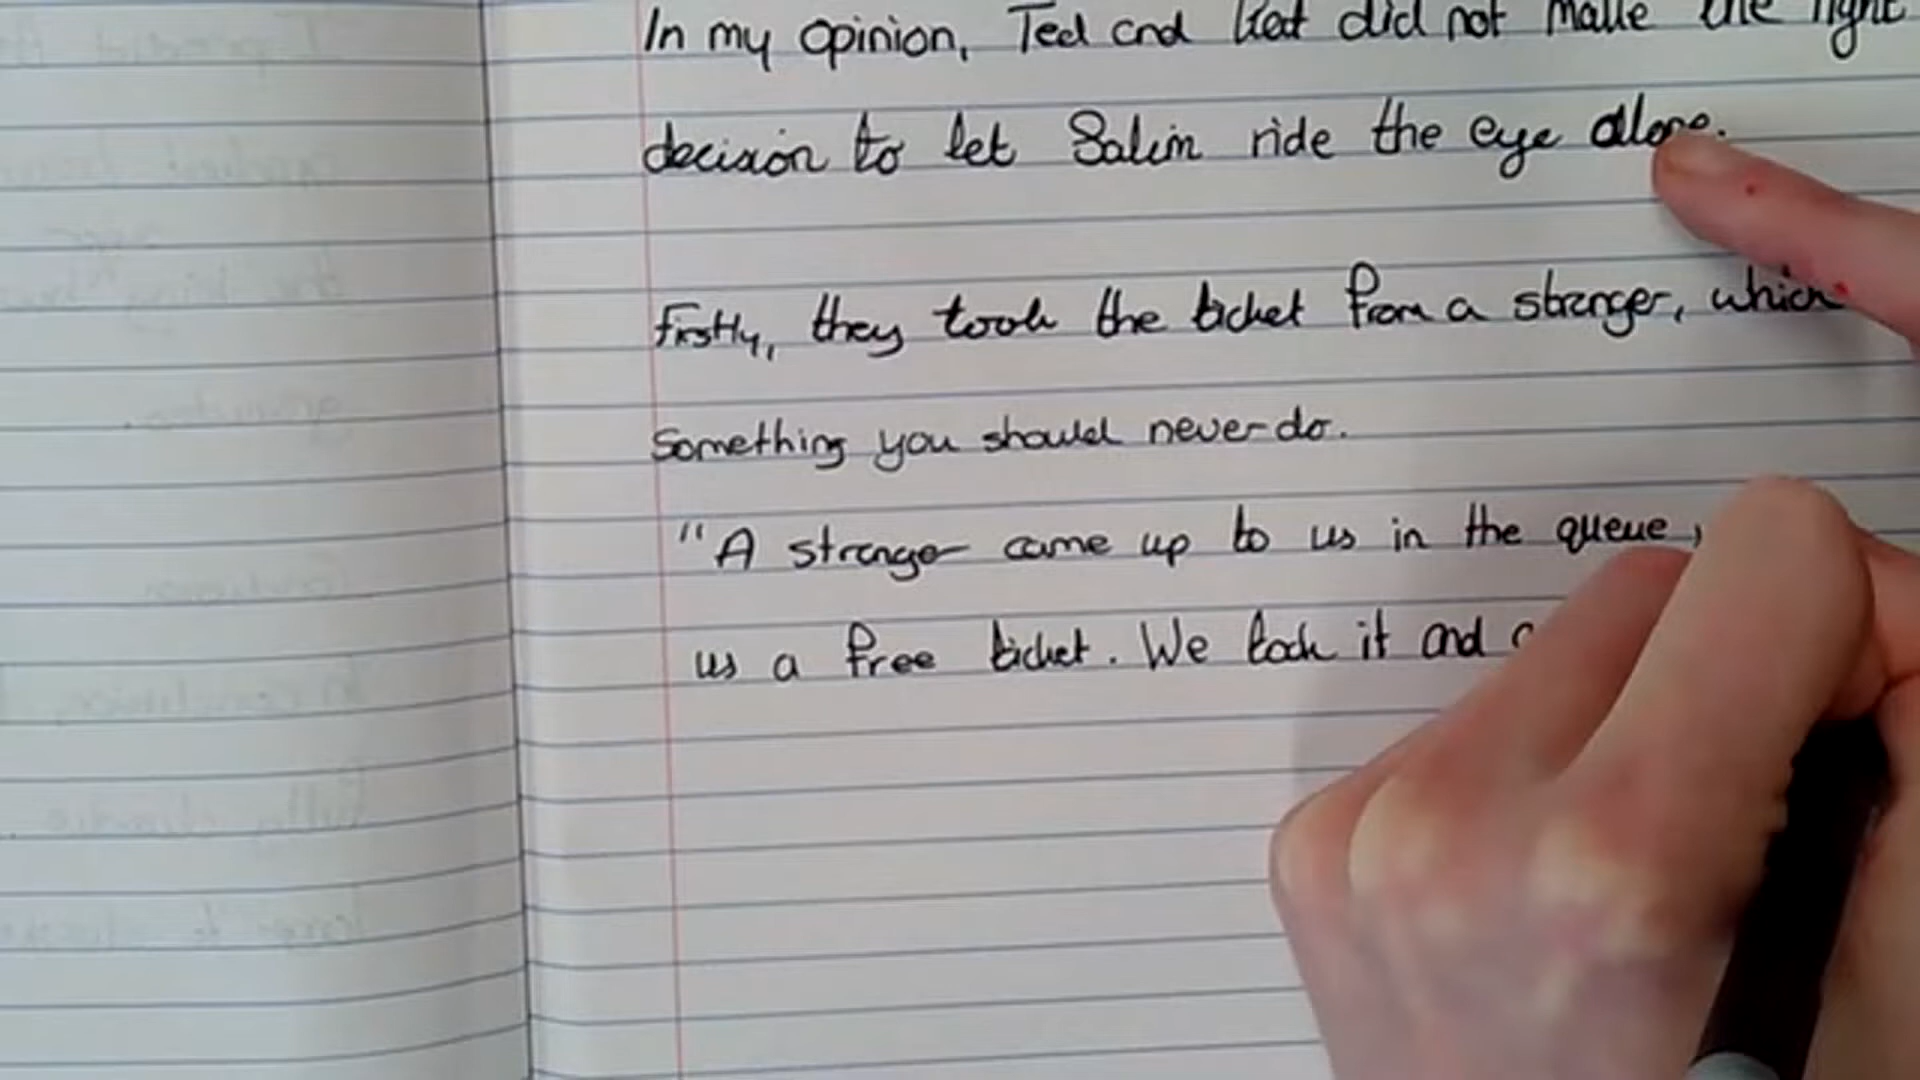 In my opinion, Ted and Kat did not make the right
decision to let Salim ride the eye alone.
Firstly, they took the ticket from a stranger, which
something you should never do.
"A stranger came up to us in the queue,
us a free ticket. We took it and